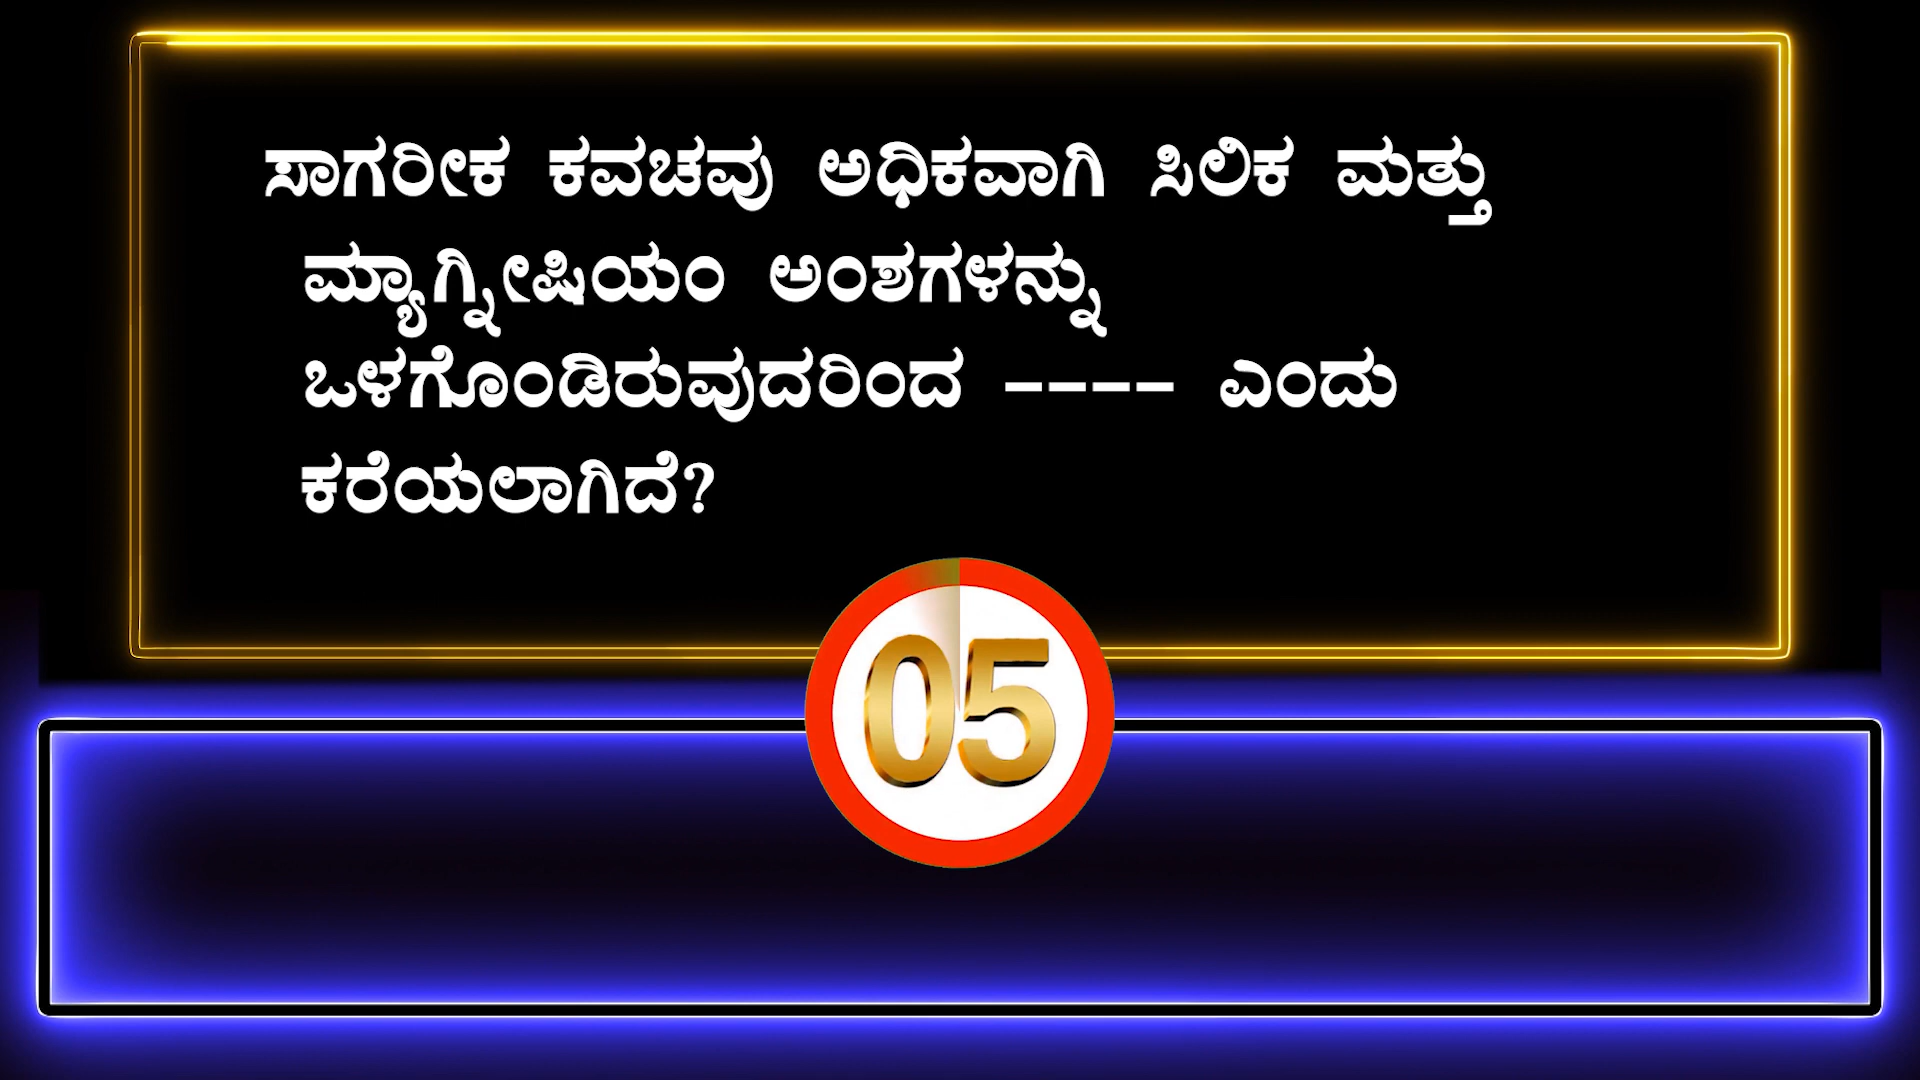 ಸಾಗರೀಕ ಕವಚವು ಅಧಿಕವಾಗಿ ಸಿಲಿಕ ಮತ್ತು
ಮ್ಯಾಗ್ನೀಷಿಯಂ ಅಂಶಗಳನ್ನು
ಒಳಗೊಂಡಿರುವುದರಿಂದ ---- ಎಂದು
ಕರೆಯಲಾಗಿದೆ?
05